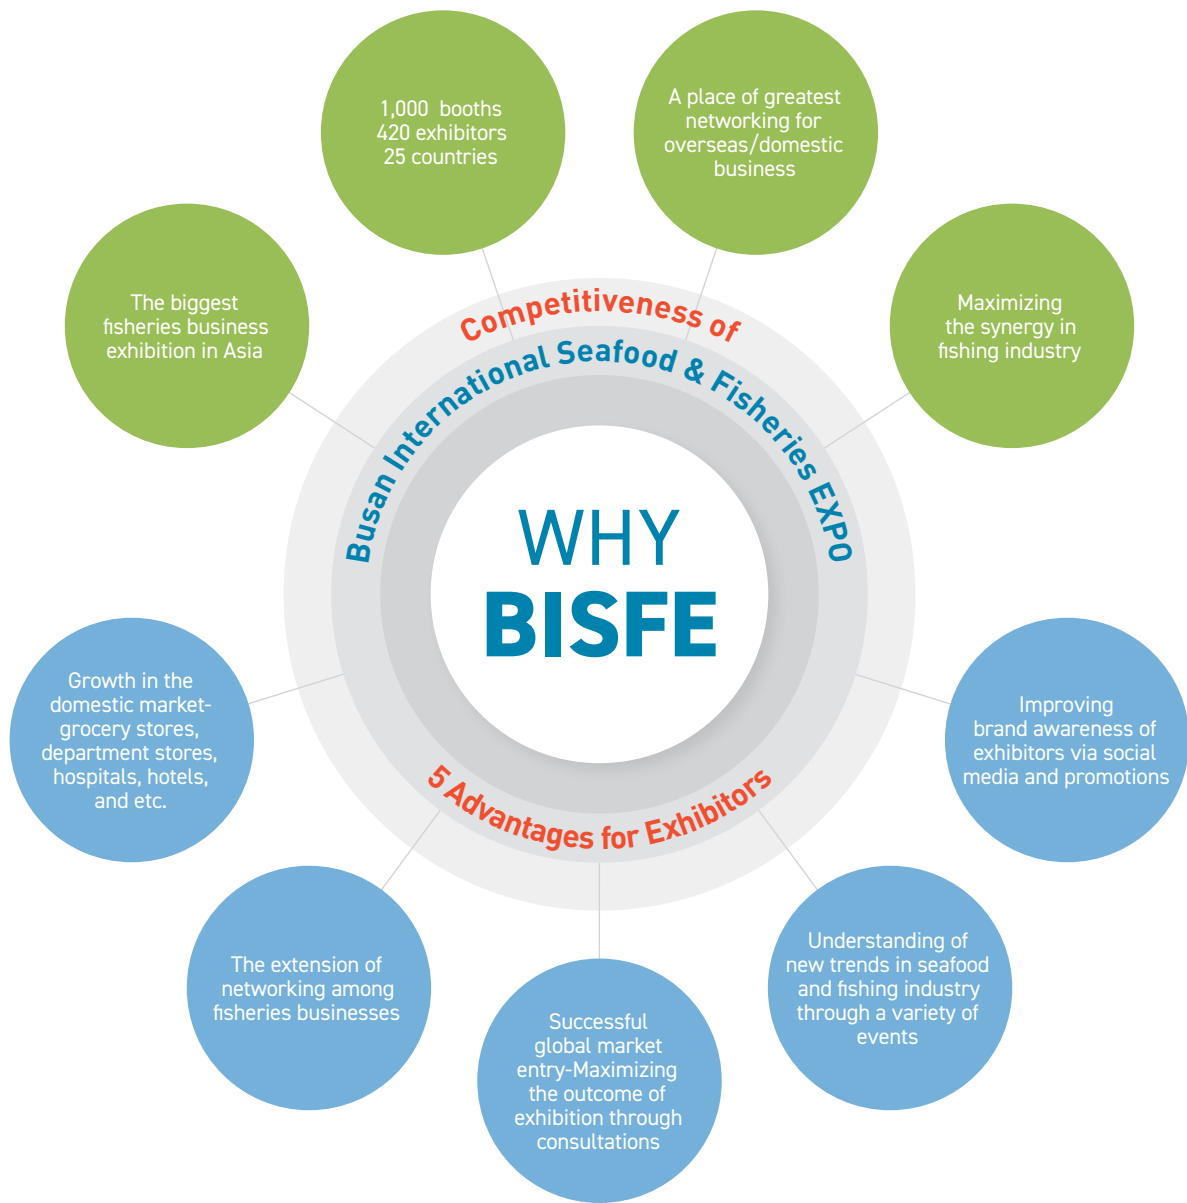 1,000 booths
420 exhibitors
25 countries
A place of greatest
networking for
overseas/domestic
business
The biggest
fisheries business
exhibition in Asia
Maximizing
the synergy in
fishing industry
Competitiveness of
Busan International Seafood & Fisheries EXPO
WHY
BISFE
5 Advantages for Exhibitors
Growth in the
domestic market-
grocery stores,
department stores,
hospitals, hotels,
and etc.
The extension of
networking among
fisheries businesses
Successful
global market
entry-Maximizing
the outcome of
exhibition through
consultations
Understanding of
new trends in seafood
and fishing industry
through a variety of
events
Improving
brand awareness of
exhibitors via social
media and promotions